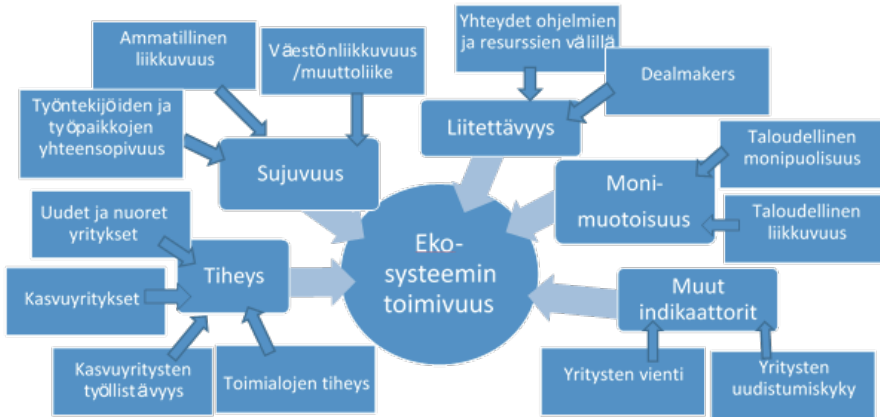 Ammatillinen
liikkuvuus
Väestönliikkuvuus
/muuttoliike
Yhteydet ohjelmien
ja resurssien välillä
Dealmakers
Työntekijöiden ja
työpaikkojen
yhteensopivuus
Sujuvuus
Liitettävyys
Taloudellinen
monipuolisuus
Moni-
muotoisuus
Taloudellinen
liikkuvuus
Uudet ja nuoret
yritykset
Tiheys
Kasvuyritykset
Eko-
systeemin
toimivuus
Muut
indikaattorit
Kasvuyritysten
työllistävyys
Toimialojen tiheys
Yritysten vienti
Yritysten
uudistumiskyky